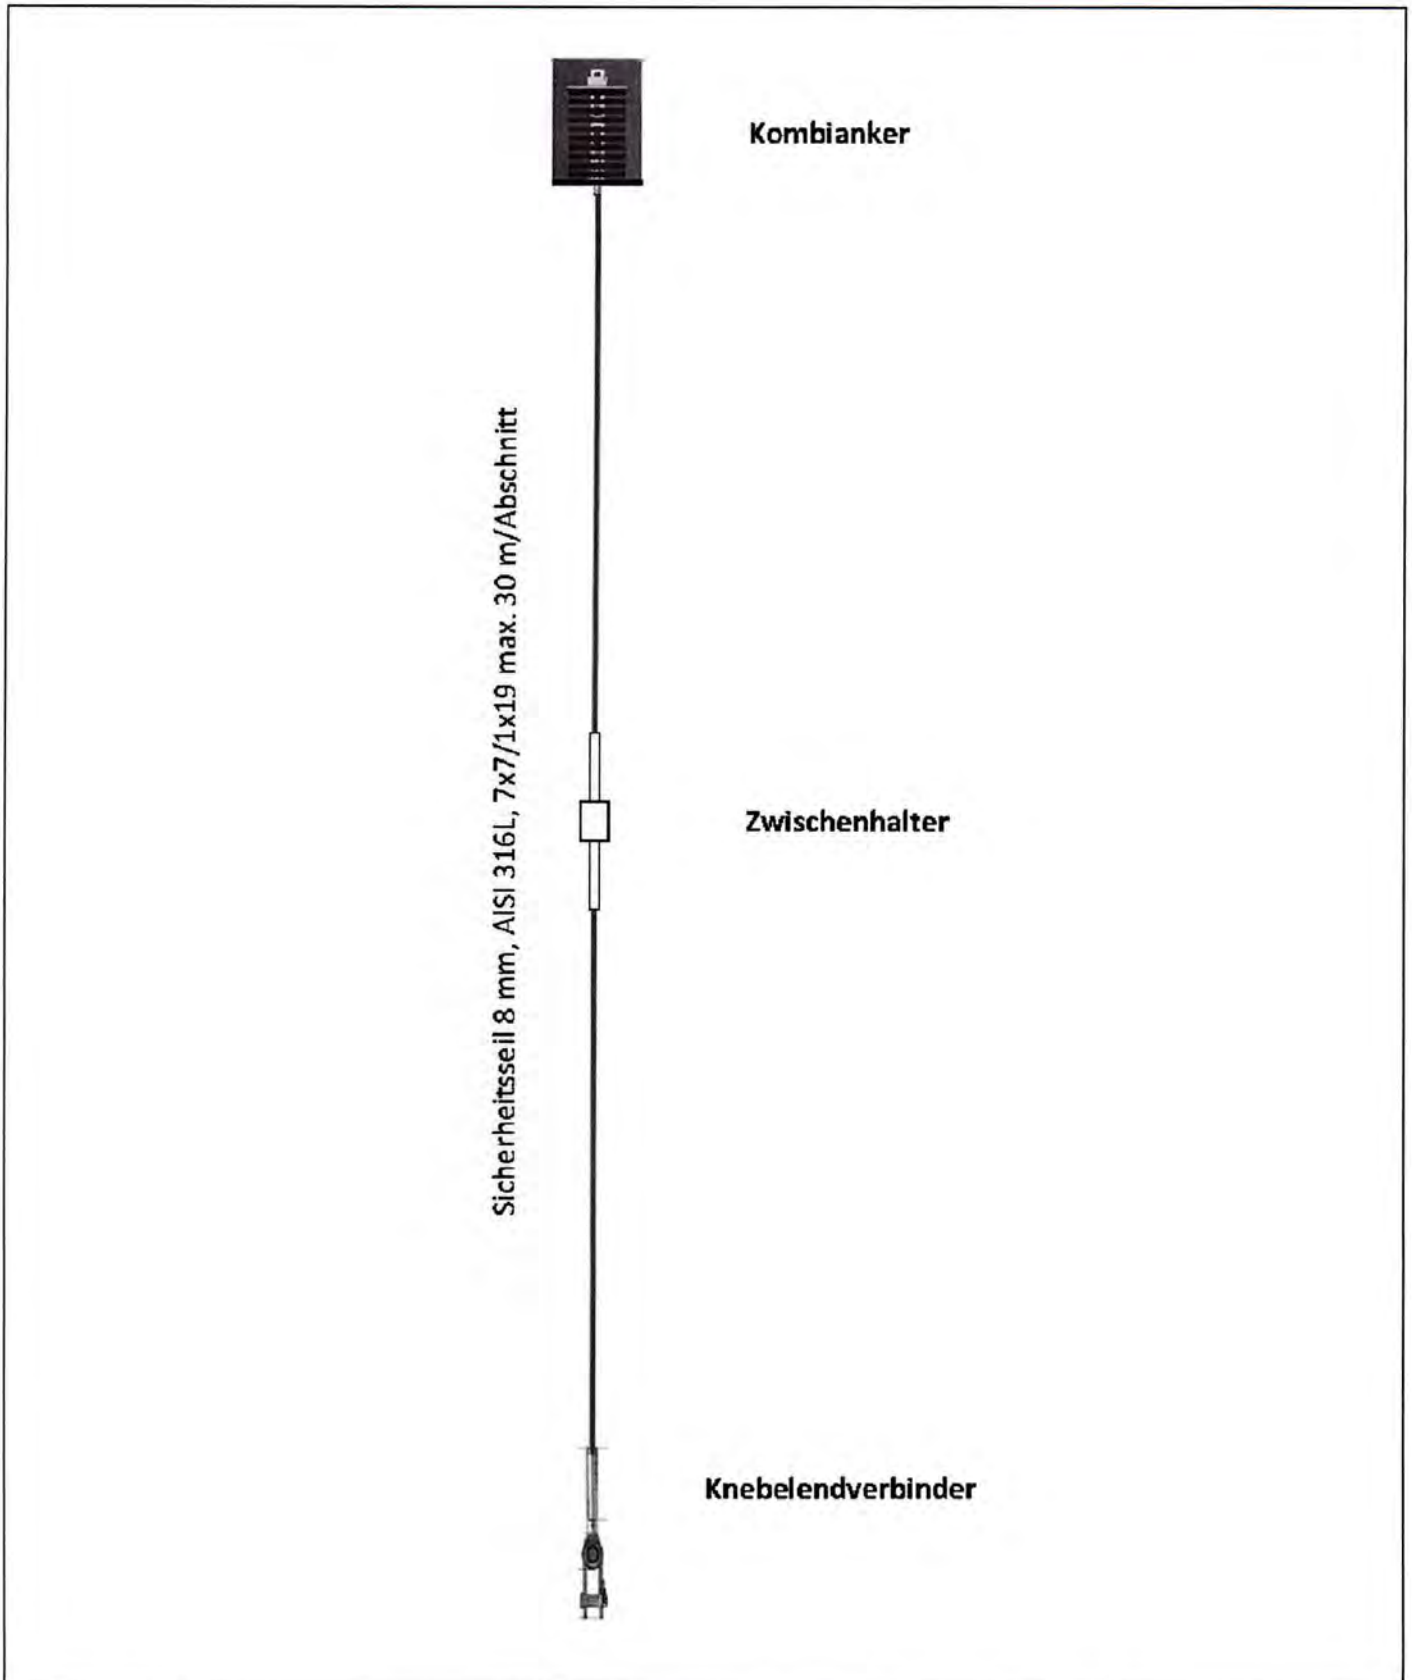 Kombianker
Sicherheitsseil 8 mm, AISI 316L, 7x7/1x19 max. 30 m/Abschnitt
Zwischenhalter
Knebelendverbinder